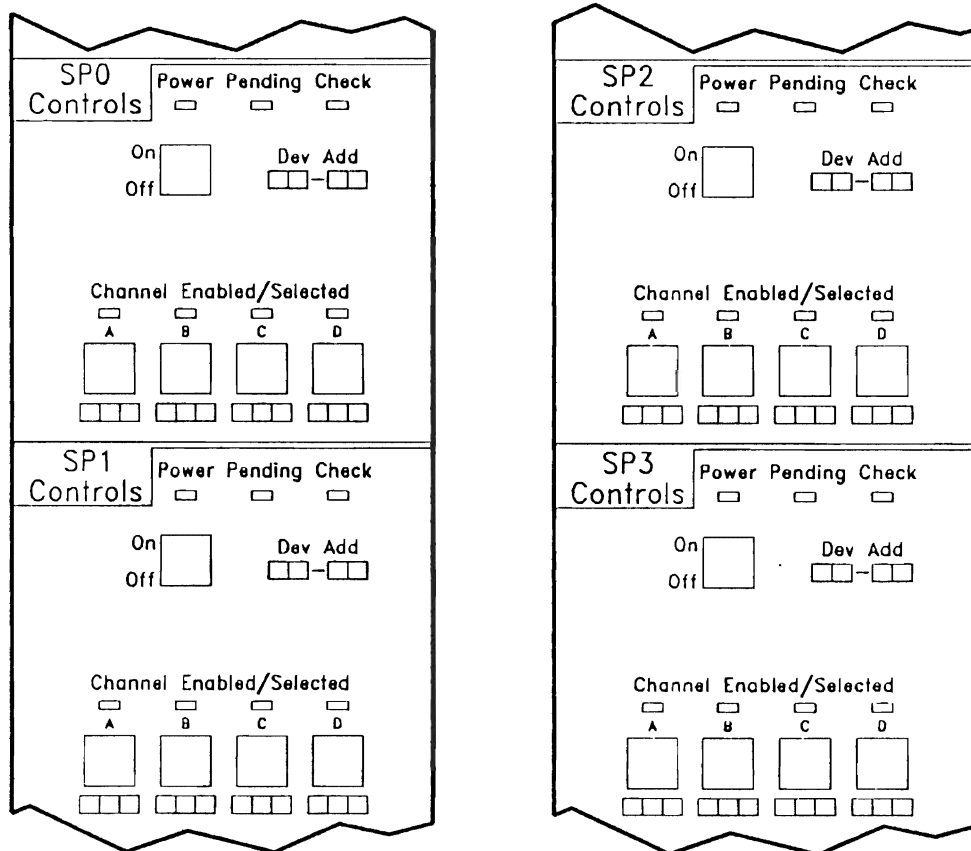 SP0
Controls
Power Pending Check
On
Off
Dev Add
Channel Enabled/Selected
A B C D
SP1
Controls
Power Pending Check
On
Off
Dev Add
Channel Enabled/Selected
A B C D
SP2
Controls
Power Pending Check
On
Off
Dev Add
Channel Enabled/Selected
A B C D
SP3
Controls
Power Pending Check
On
Off
Dev Add
Channel Enabled/Selected
A B C D